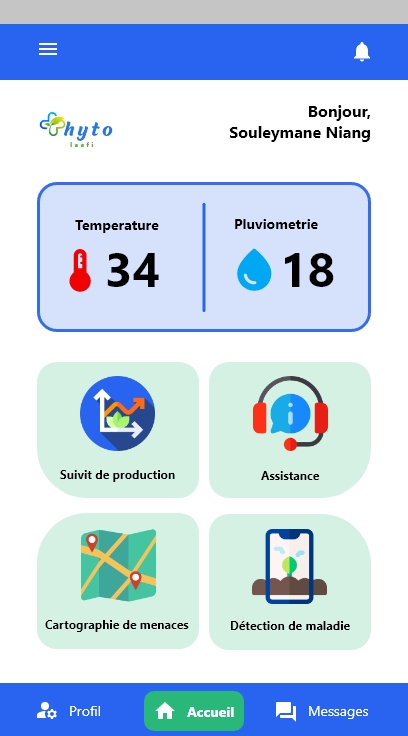 Bonjour,
Souleymane Niang
Phyto
laafi
Temperature
Pluviometrie
34
18
Suivit de production
Assistance
Cartographie de menaces
Détection de maladie
Profil
Accueil
Messages